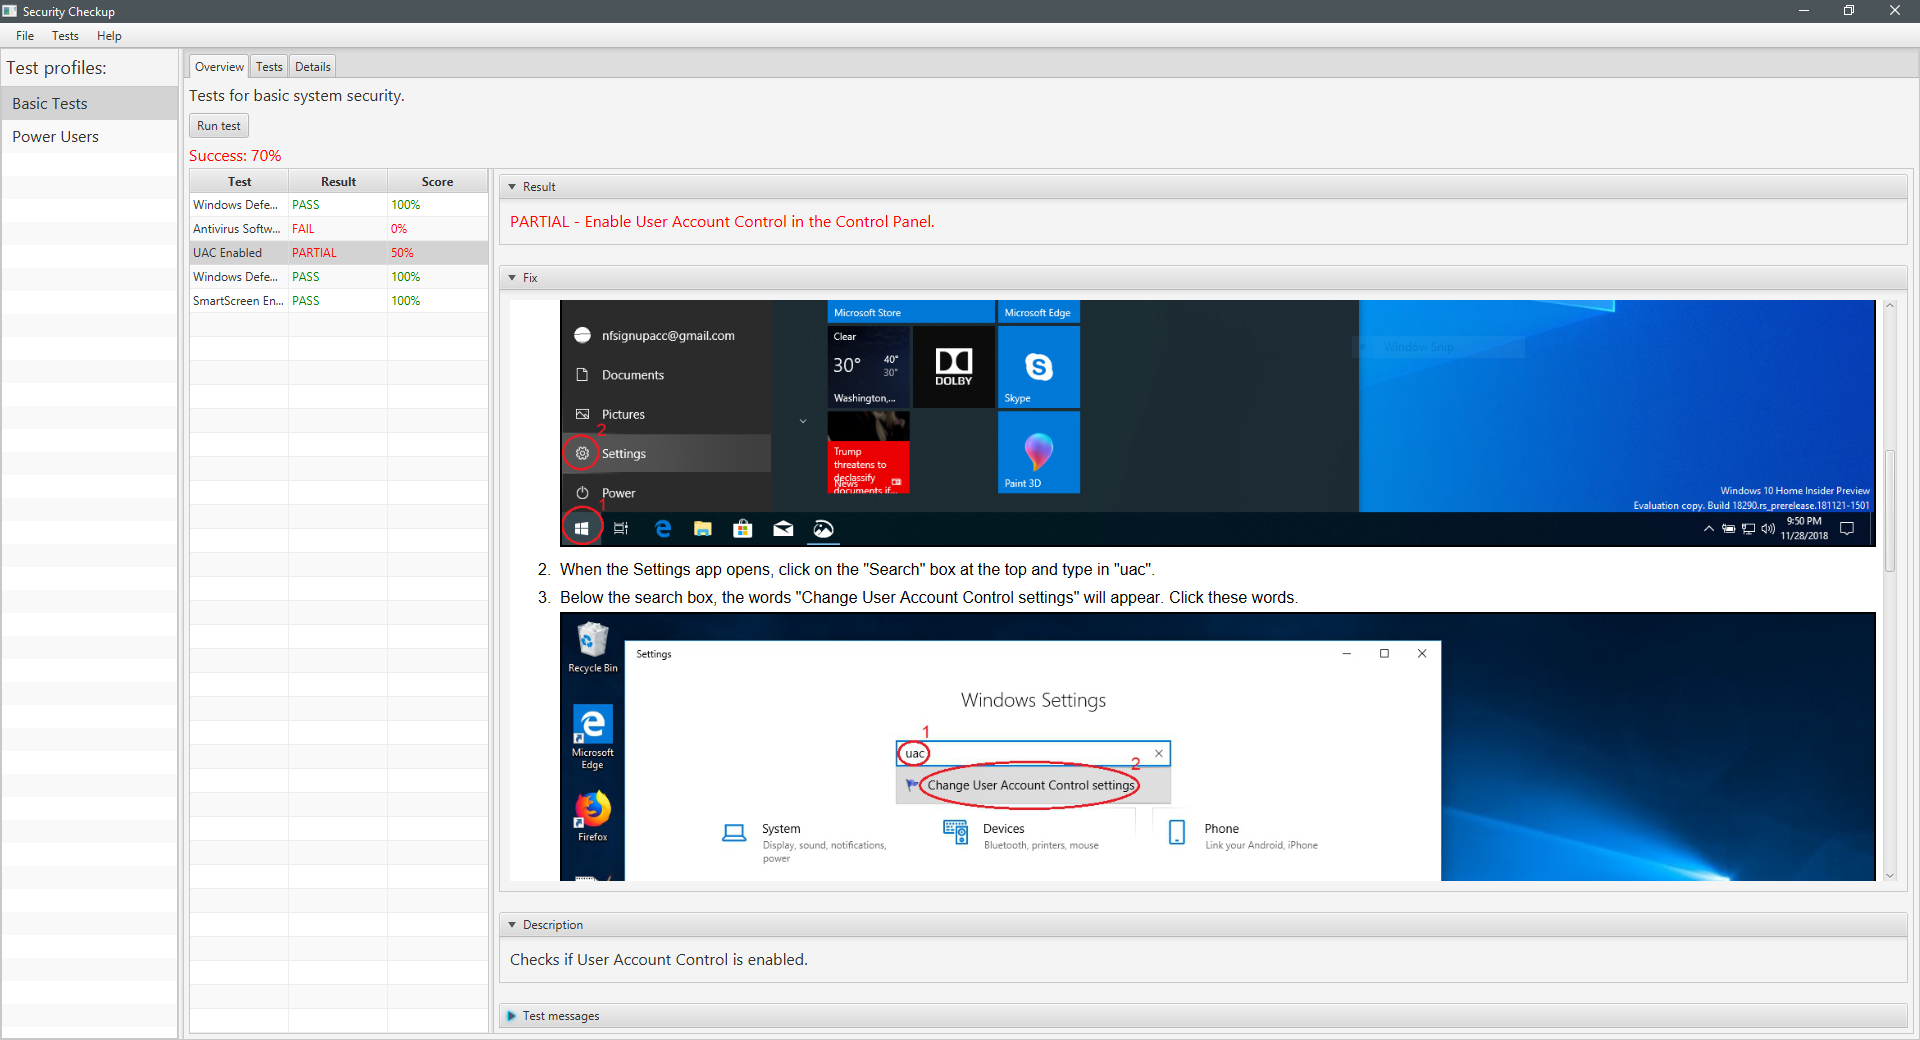 Security Checkup
File Tests Help
Test profiles:
Basic Tests
Power Users
Overview Tests Details
Tests for basic system security.
Run test
Success: 70%
Test Result Score
Windows Defe... PASS 100%
Antivirus Softw... FAIL 0%
UAC Enabled PARTIAL 50%
Windows Defe... PASS 100%
SmartScreen En... PASS 100%
Result
PARTIAL - Enable User Account Control in the Control Panel.
Fix
Microsoft Store
Microsoft Edge
nfsignupacc@gmail.com
Documents
Pictures
2
Settings
Power
1
Clear
30° 40°
30°
Washington,...
DOLBY
Skype
Trump
threatens to
declassify
documents if...
News
Paint 3D
Window Snip
Windows 10 Home Insider Preview
Evaluation copy. Build 18290.rs_prerelease.181121-1501
9:50 PM
11/28/2018
2. When the Settings app opens, click on the "Search" box at the top and type in "uac".
3. Below the search box, the words "Change User Account Control settings" will appear. Click these words.
Recycle Bin
Microsoft
Edge
Firefox
Settings
Windows Settings
1
uac
2
Change User Account Control settings
System
Display, sound, notifications,
power
Devices
Bluetooth, printers, mouse
Phone
Link your Android, iPhone
Description
Checks if User Account Control is enabled.
Test messages